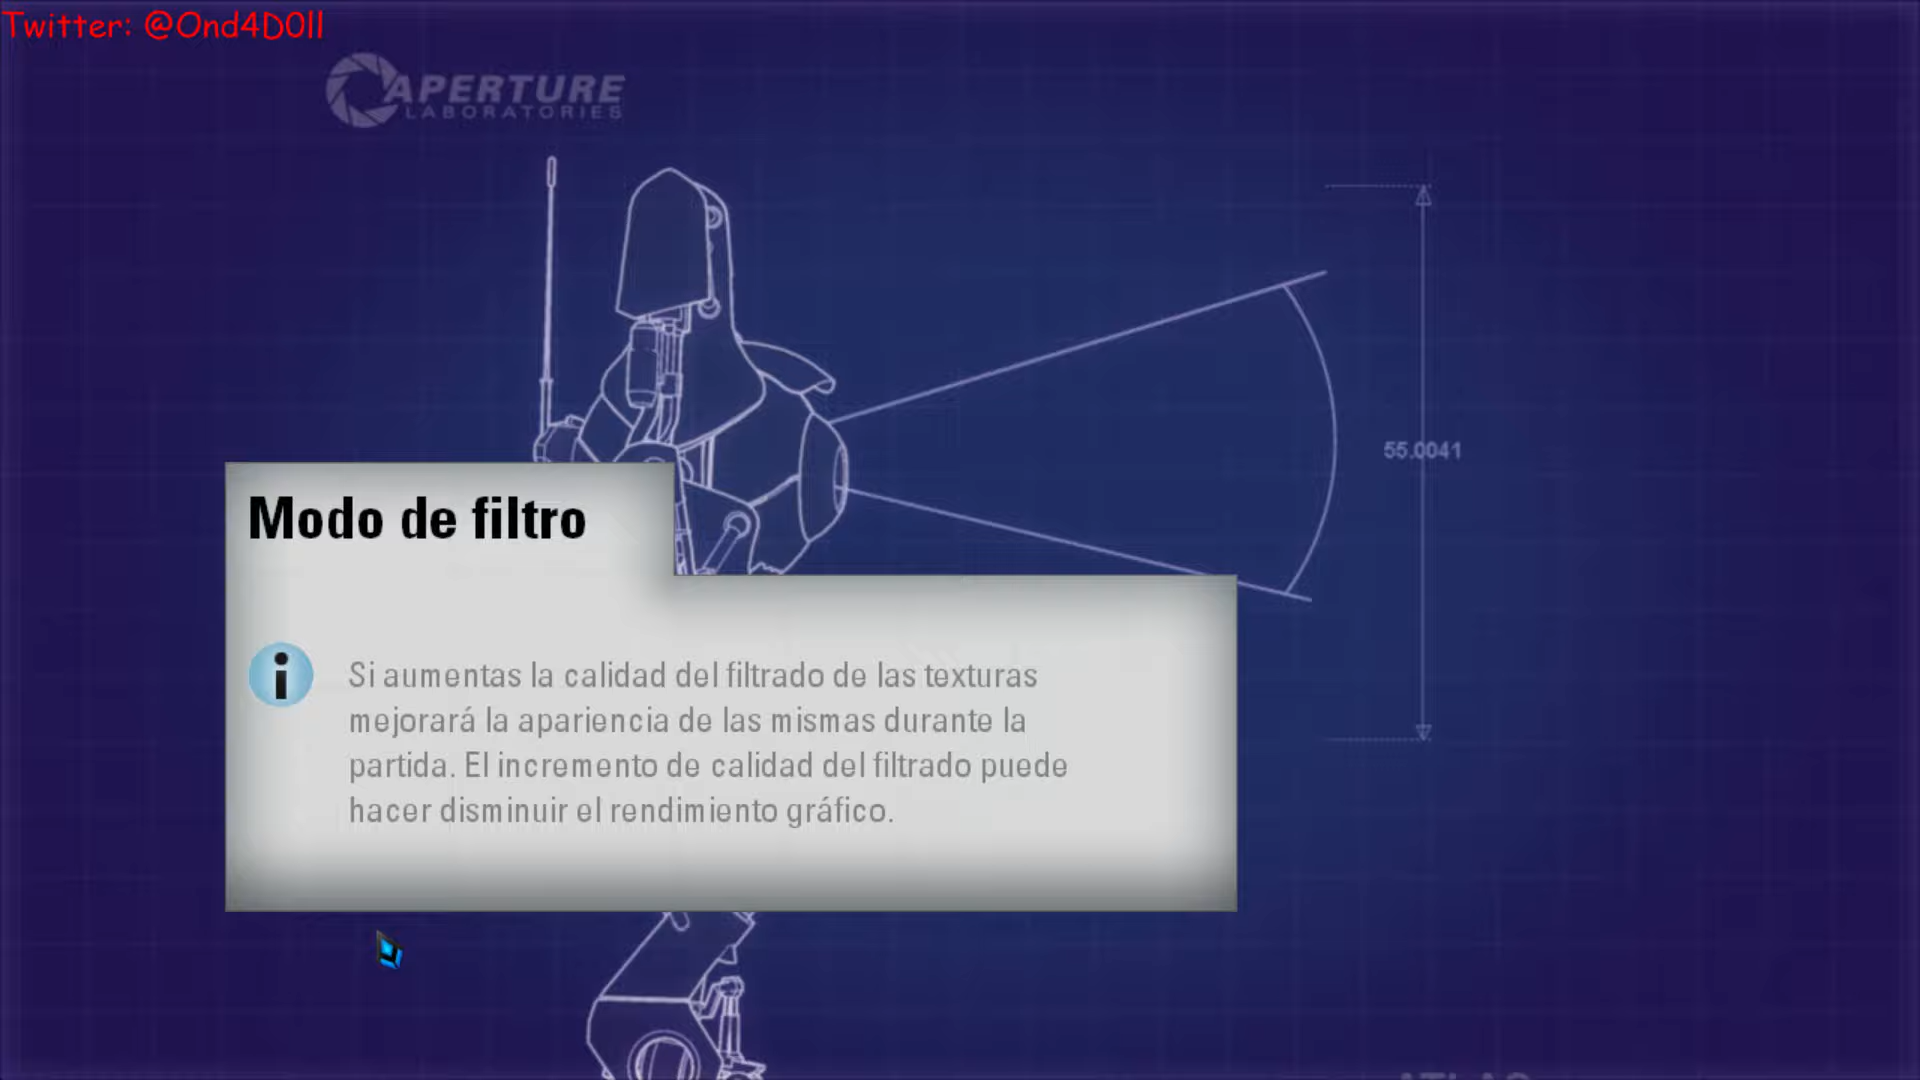 Twitter: @Ond4D0ll
APERTURE
LABORATORIES
55.0041
Modo de filtro
Si aumentas la calidad del filtrado de las texturas
mejorará la apariencia de las mismas durante la
partida. El incremento de calidad del filtrado puede
hacer disminuir el rendimiento gráfico.